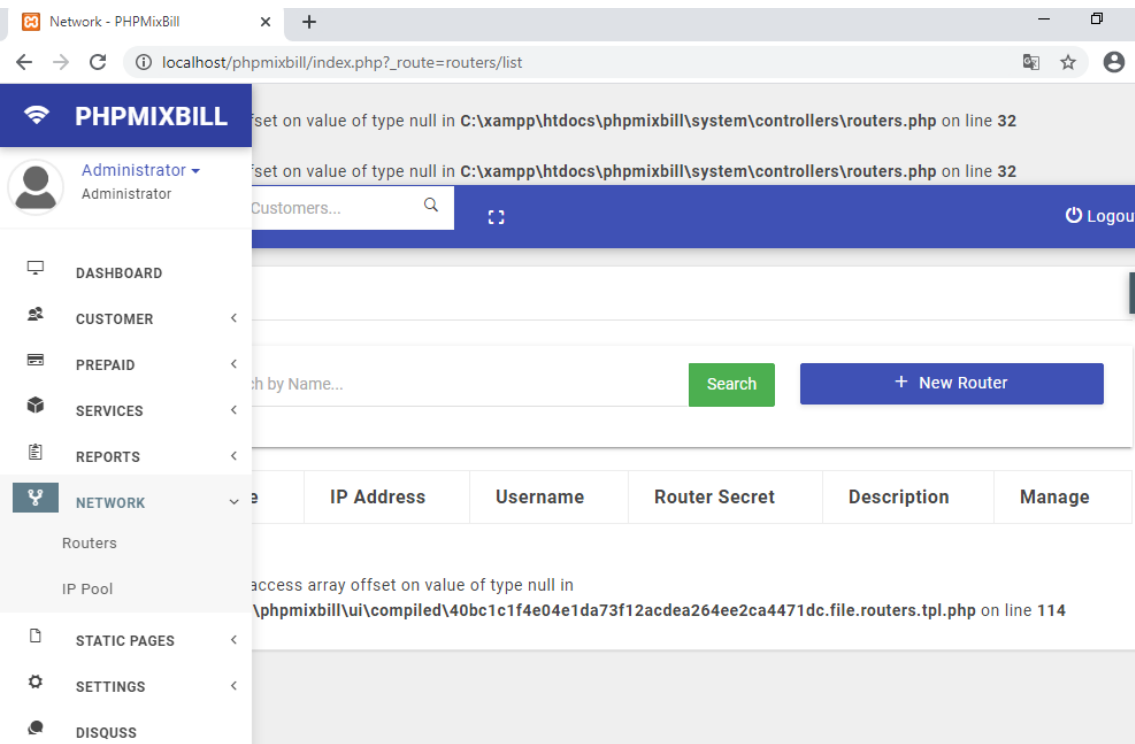 Network - PHPMixBill
localhost/phpmixbill/index.php?_route=routers/list
PHPMIXBILL
fset on value of type null in C:\xampp\htdocs\phpmixbill\system\controllers\routers.php on line 32
Administrator
Administrator
fset on value of type null in C:\xampp\htdocs\phpmixbill\system\controllers\routers.php on line 32
Customers...
Logou
DASHBOARD
CUSTOMER
PREPAID
ch by Name...
Search
+ New Router
SERVICES
REPORTS
NETWORK
e IP Address Username Router Secret Description Manage
Routers
IP Pool
access array offset on value of type null in
\phpmixbill\ui\compiled\40bc1c1f4e04e1da73f12acdea264ee2ca4471dc.file.routers.tpl.php on line 114
STATIC PAGES
SETTINGS
DISQUSS